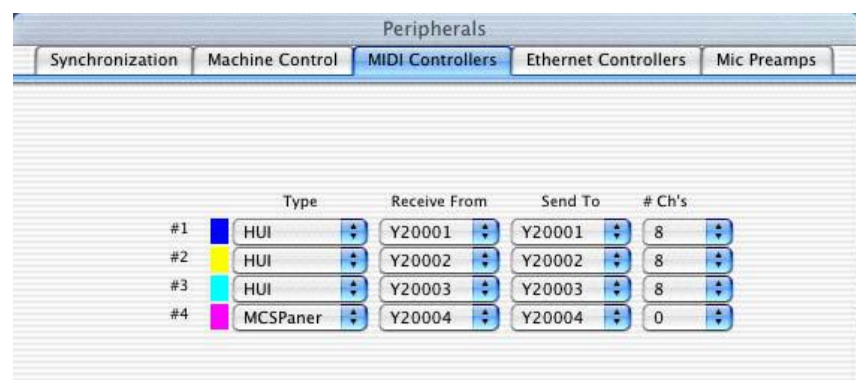 Peripherals
Synchronization Machine Control MIDI Controllers Ethernet Controllers Mic Preamps
Type Receive From Send To # Ch's
#1 HUI Y20001 Y20001 8
#2 HUI Y20002 Y20002 8
#3 HUI Y20003 Y20003 8
#4 MCSPaner Y20004 Y20004 0